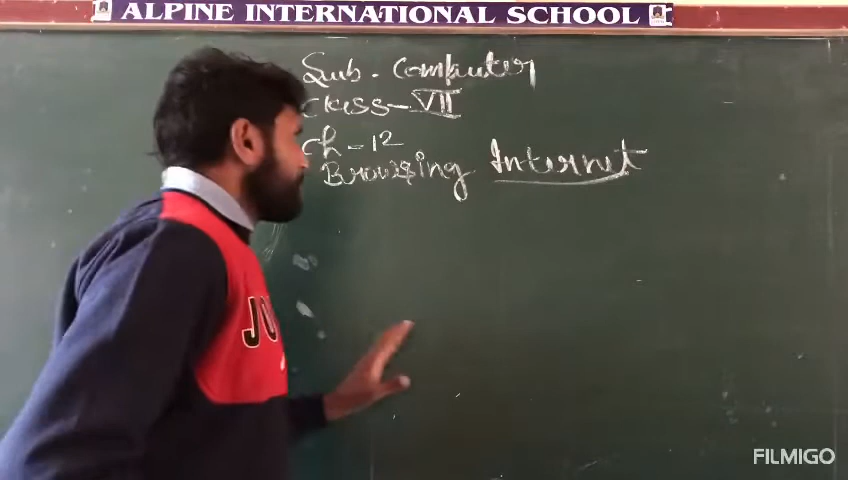 ALPINE INTERNATIONAL SCHOOL
Sub. Computer
Class - VII
Ch - 12
Browsing Internet
JU
FILMIGO